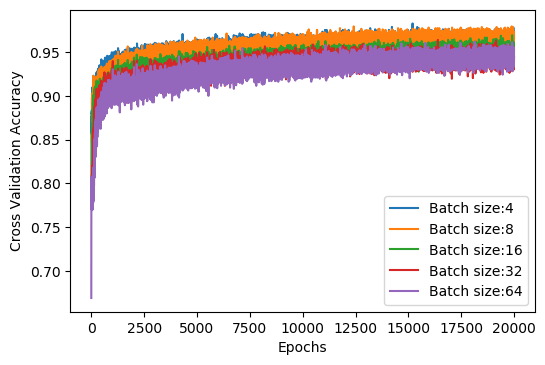 Cross Validation Accuracy
0.95
0.90
0.85
0.80
0.75
0.70
Batch size:4
Batch size:8
Batch size:16
Batch size:32
Batch size:64
0 2500 5000 7500 10000 12500 15000 17500 20000
Epochs